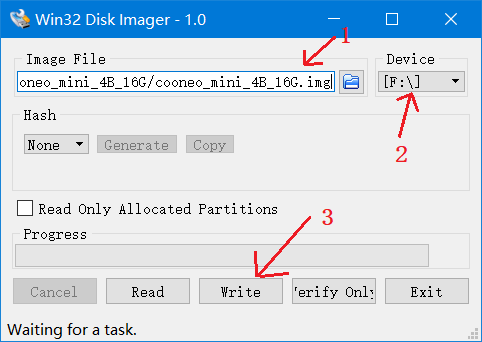 Win32 Disk Imager - 1.0
1
Image File
Device
oneo_mini_4B_16G/cooneo_mini_4B_16G.img
[F:\]
2
Hash
None
Generate
Copy
Read Only Allocated Partitions
3
Progress
Cancel
Read
Write
Verify Only
Exit
Waiting for a task.